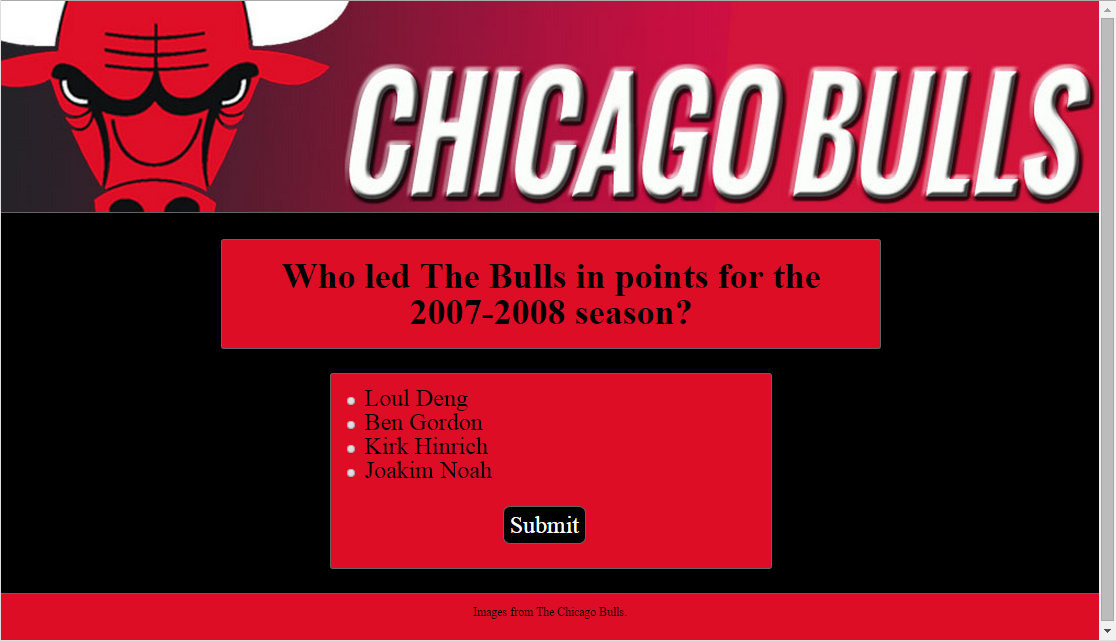 CHICAGO BULLS
Who led The Bulls in points for the
2007-2008 season?
Loul Deng
Ben Gordon
Kirk Hinrich
Joakim Noah
Submit
Images from The Chicago Bulls.